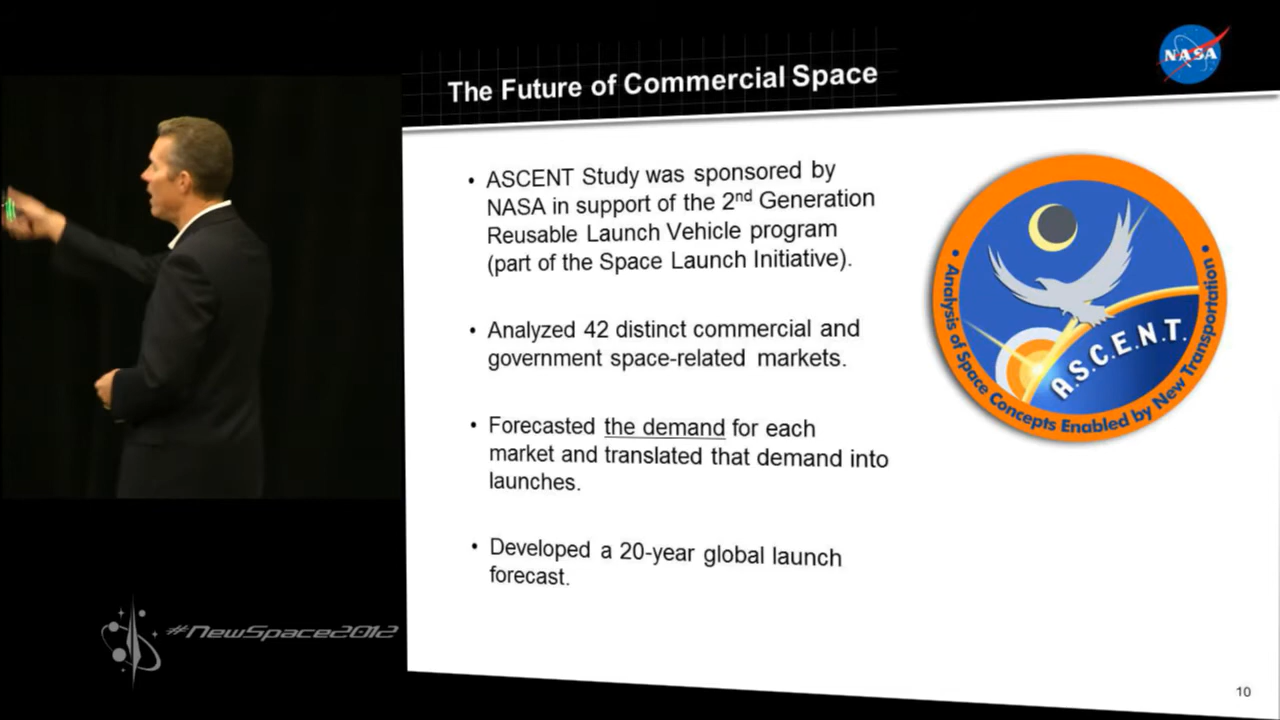 The Future of Commercial Space
NASA
• ASCENT Study was sponsored by
NASA in support of the 2nd Generation
Reusable Launch Vehicle program
(part of the Space Launch Initiative).
• Analyzed 42 distinct commercial and
government space-related markets.
• Forecasted the demand for each
market and translated that demand into
launches.
• Developed a 20-year global launch
forecast.
A.S.C.E.N.T.
• Analysis of Space Concepts Enabled by New Transportation •
#NewSpace2012
10